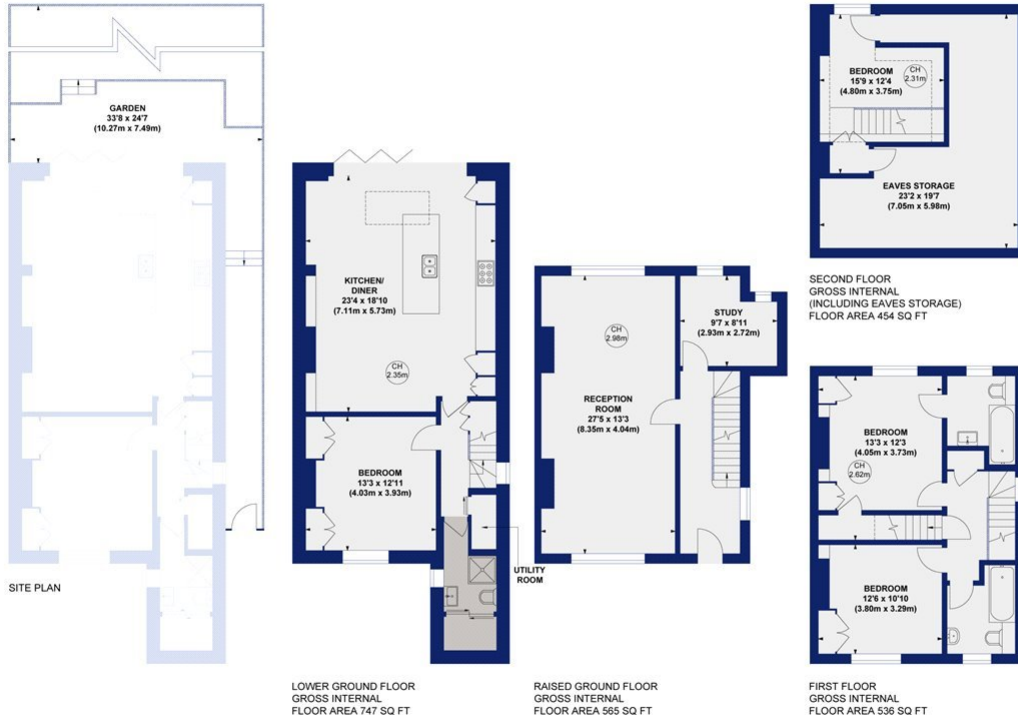 GARDEN
33'8 x 24'7
(10.27m x 7.49m)
SITE PLAN
KITCHEN/
DINER
23'4 x 18'10
(7.11m x 5.73m)
CH
2.35m
BEDROOM
13'3 x 12'11
(4.03m x 3.93m)
UTILITY
ROOM
LOWER GROUND FLOOR
GROSS INTERNAL
FLOOR AREA 747 SQ FT
CH
2.98m
STUDY
9'7 x 8'11
(2.93m x 2.72m)
RECEPTION
ROOM
27'5 x 13'3
(8.35m x 4.04m)
RAISED GROUND FLOOR
GROSS INTERNAL
FLOOR AREA 565 SQ FT
BEDROOM
15'9 x 12'4
(4.80m x 3.75m)
CH
2.31m
EAVES STORAGE
23'2 x 19'7
(7.05m x 5.98m)
SECOND FLOOR
GROSS INTERNAL
(INCLUDING EAVES STORAGE)
FLOOR AREA 454 SQ FT
BEDROOM
13'3 x 12'3
(4.05m x 3.73m)
CH
2.62m
BEDROOM
12'6 x 10'10
(3.80m x 3.29m)
FIRST FLOOR
GROSS INTERNAL
FLOOR AREA 536 SQ FT